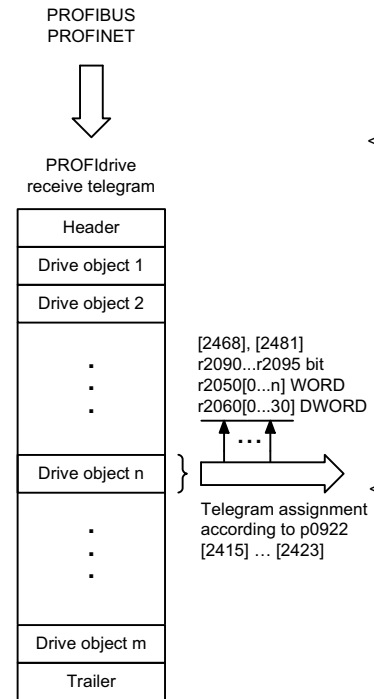 PROFIBUS
PROFINET
PROFIdrive
receive telegram
Header
Drive object 1
Drive object 2
[2468], [2481]
r2090...r2095 bit
r2050[0...n] WORD
r2060[0...30] DWORD
...
Drive object n
Telegram assignment
according to p0922
[2415] … [2423]
Drive object m
Trailer